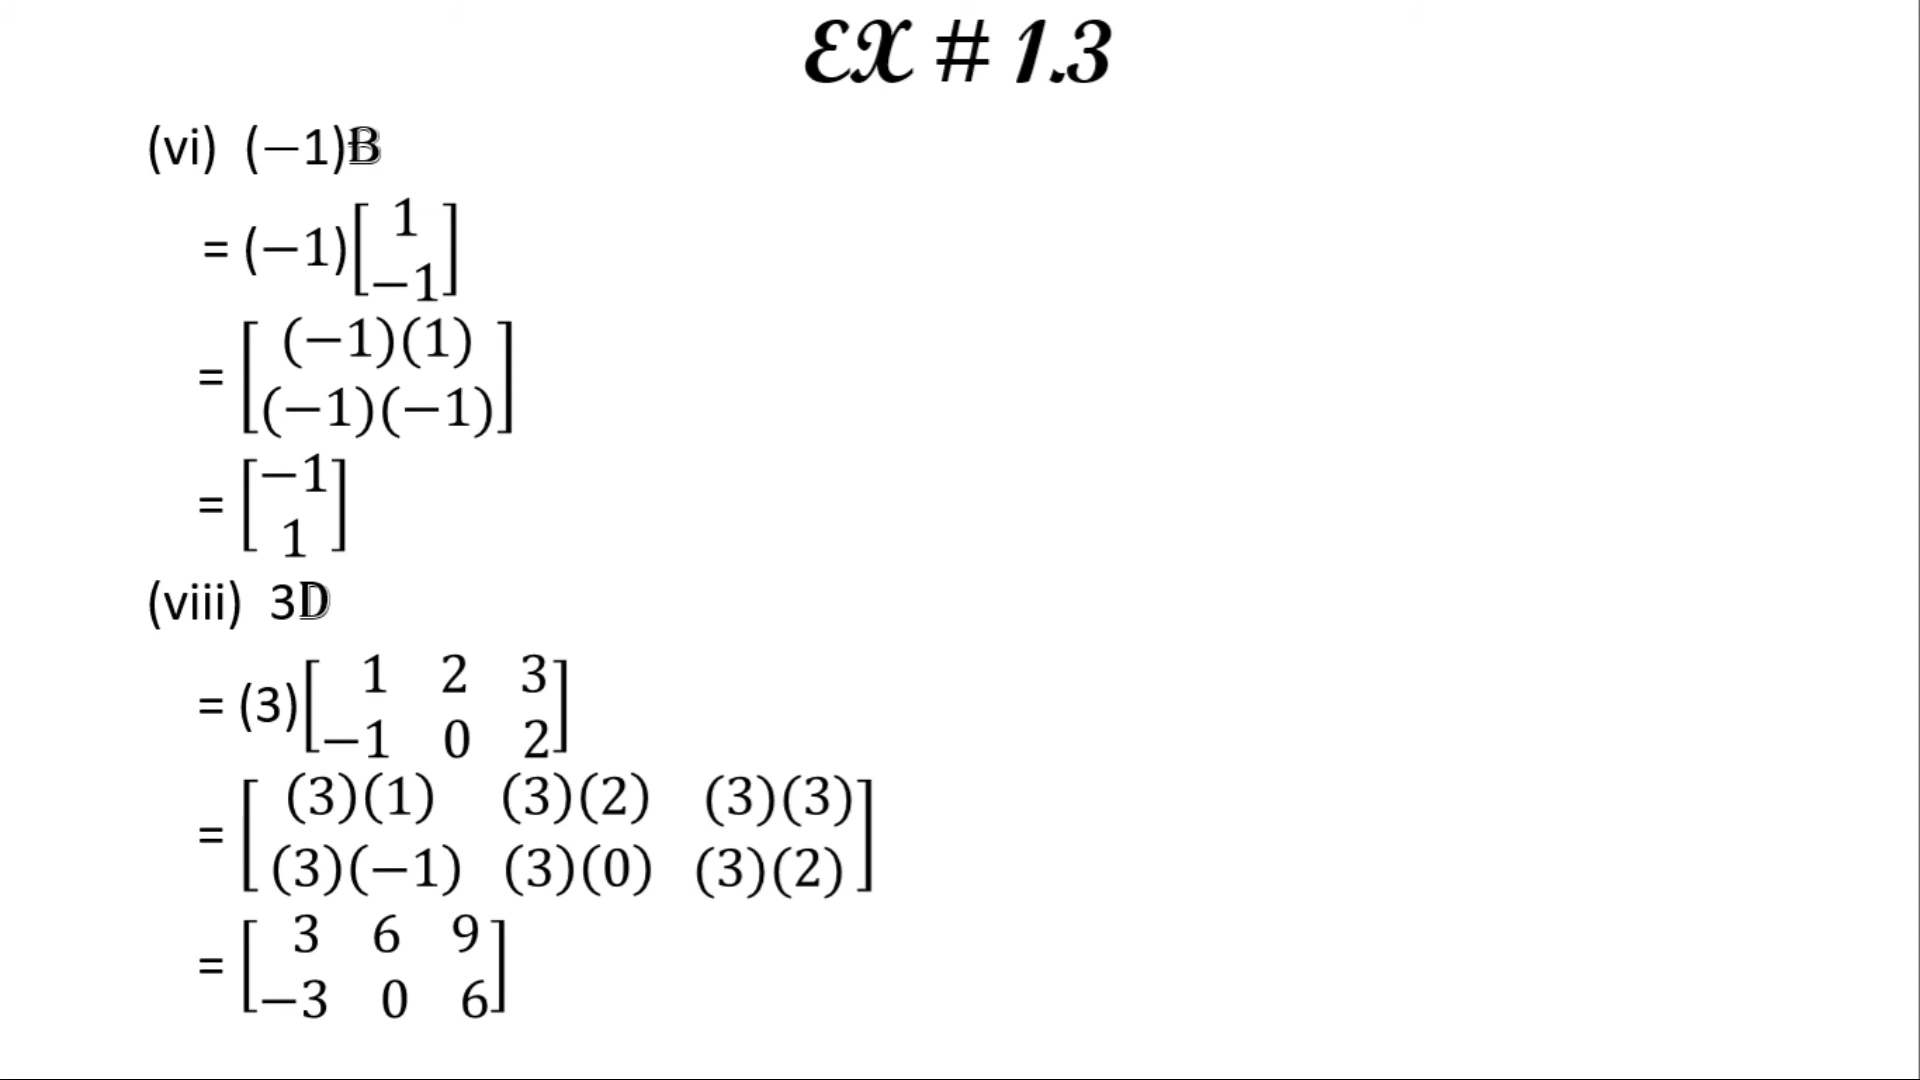 EX # 1.3
(vi) (−1)B
= (−1)[1
−1]
= [(−1)(1)
(−1)(−1)]
= [−1
1]
(viii) 3D
= (3)[1 2 3
−1 0 2]
= [(3)(1) (3)(2) (3)(3)
(3)(−1) (3)(0) (3)(2)]
= [3 6 9
−3 0 6]